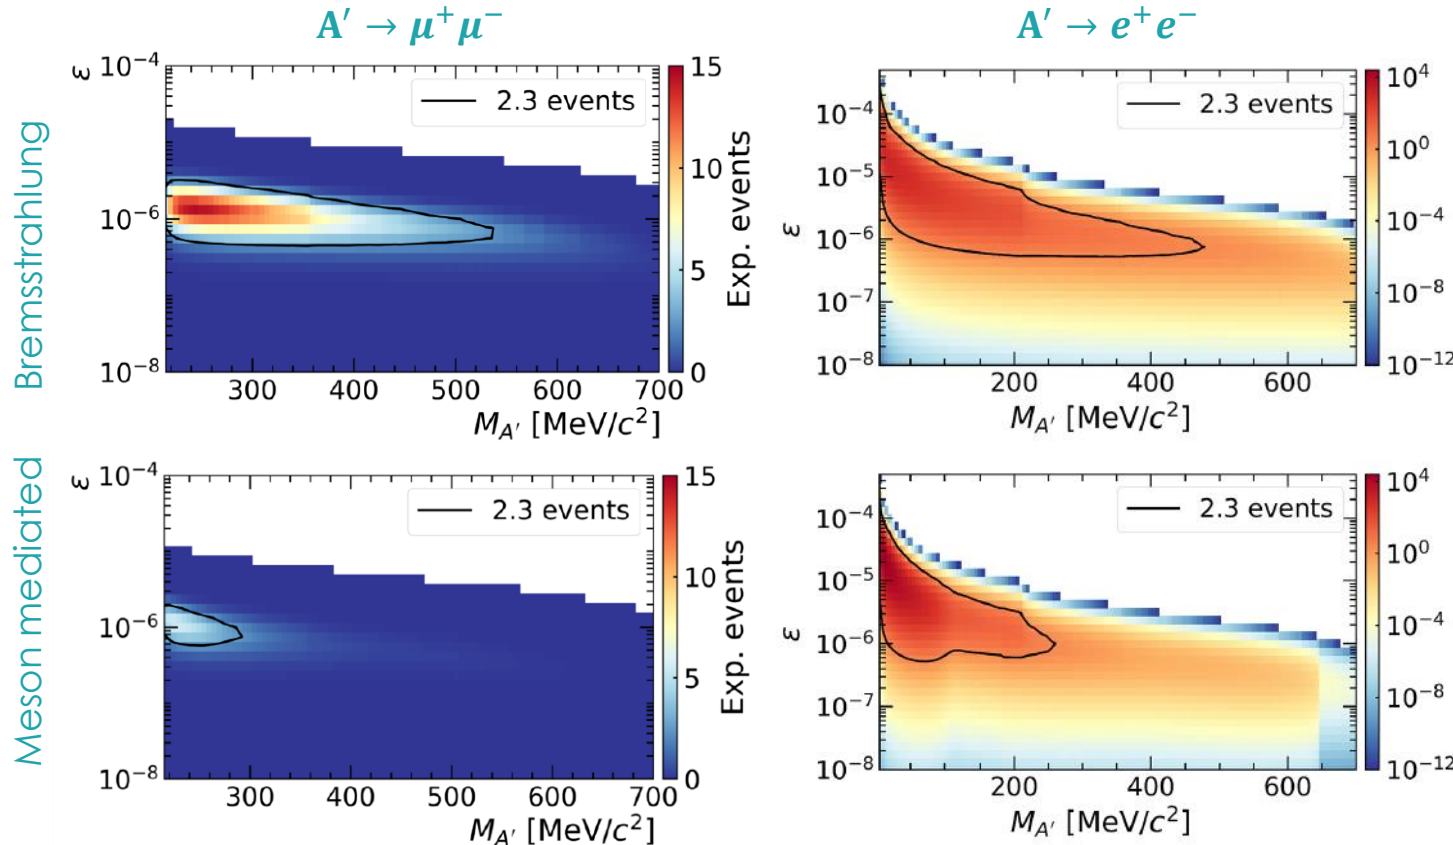 A′ → μ⁺μ⁻
A′ → e⁺e⁻
Bremsstrahlung
ε
10⁻⁴
10⁻⁶
10⁻⁸
2.3 events
300
400
500
600
700
M_A′ [MeV/c²]
15
10
5
0
Exp. events
ε
10⁻⁴
10⁻⁵
10⁻⁶
10⁻⁷
10⁻⁸
2.3 events
200
400
600
M_A′ [MeV/c²]
10⁴
10⁰
10⁻⁴
10⁻⁸
10⁻¹²
Meson mediated
ε
10⁻⁴
10⁻⁶
10⁻⁸
2.3 events
300
400
500
600
700
M_A′ [MeV/c²]
15
10
5
0
Exp. events
ε
10⁻⁴
10⁻⁵
10⁻⁶
10⁻⁷
10⁻⁸
2.3 events
200
400
600
M_A′ [MeV/c²]
10⁴
10⁰
10⁻⁴
10⁻⁸
10⁻¹²